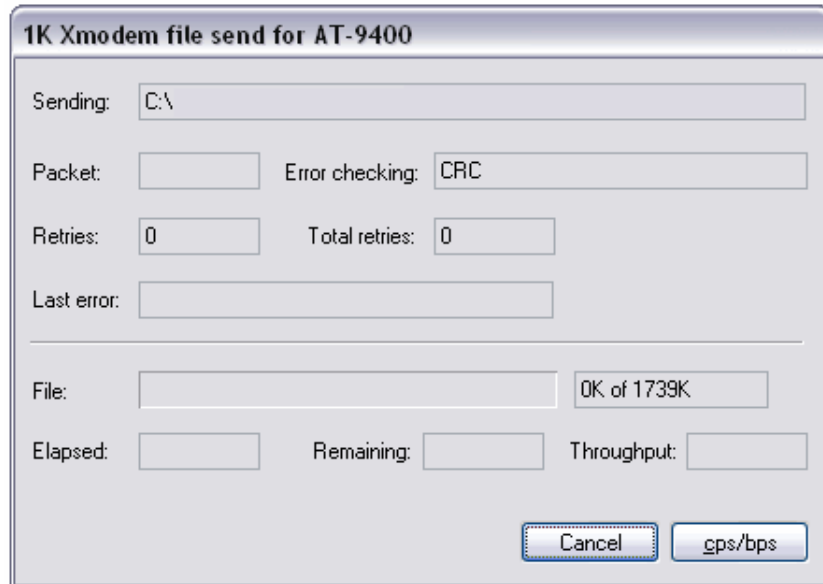 1K Xmodem file send for AT-9400
Sending: C:\
Packet: Error checking: CRC
Retries: 0 Total retries: 0
Last error:
File: 0K of 1739K
Elapsed: Remaining: Throughput:
Cancel cps/bps